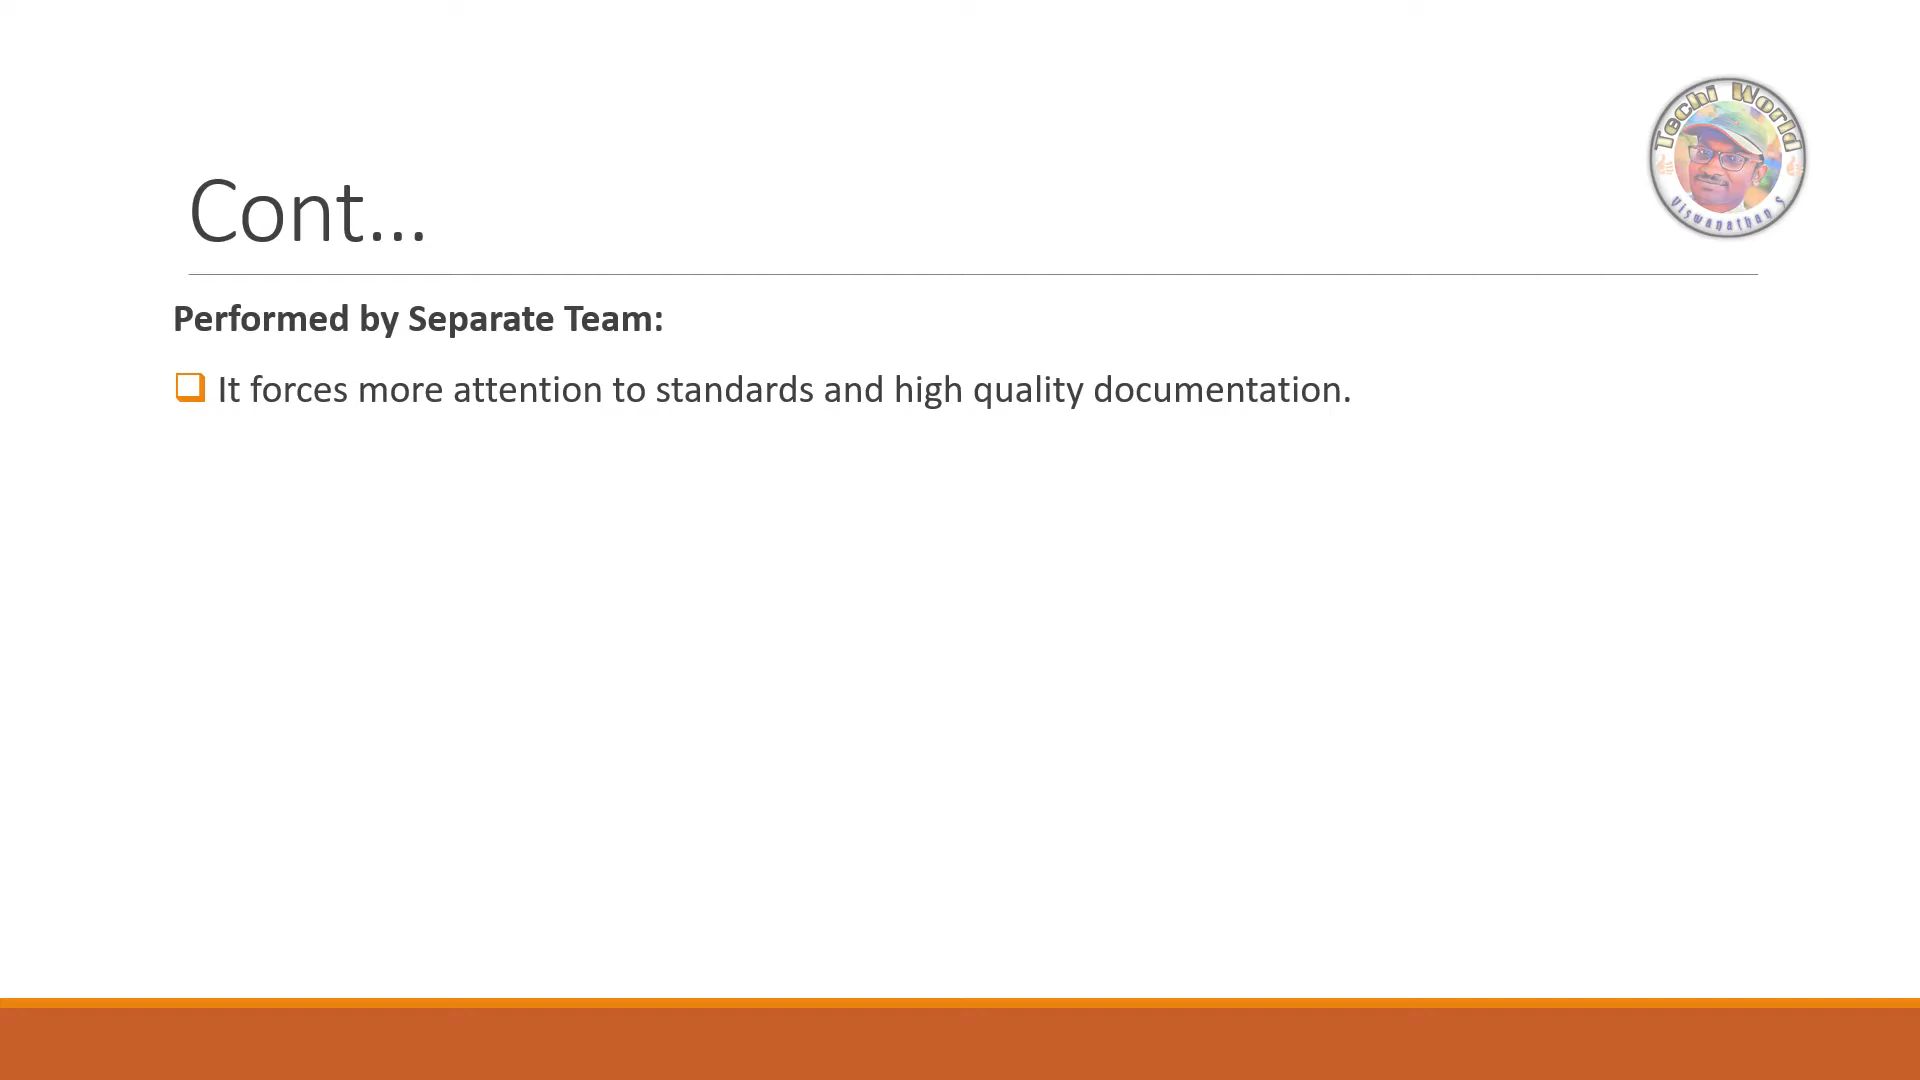 Techi World
Viswanathan S
Cont...
Performed by Separate Team:
It forces more attention to standards and high quality documentation.